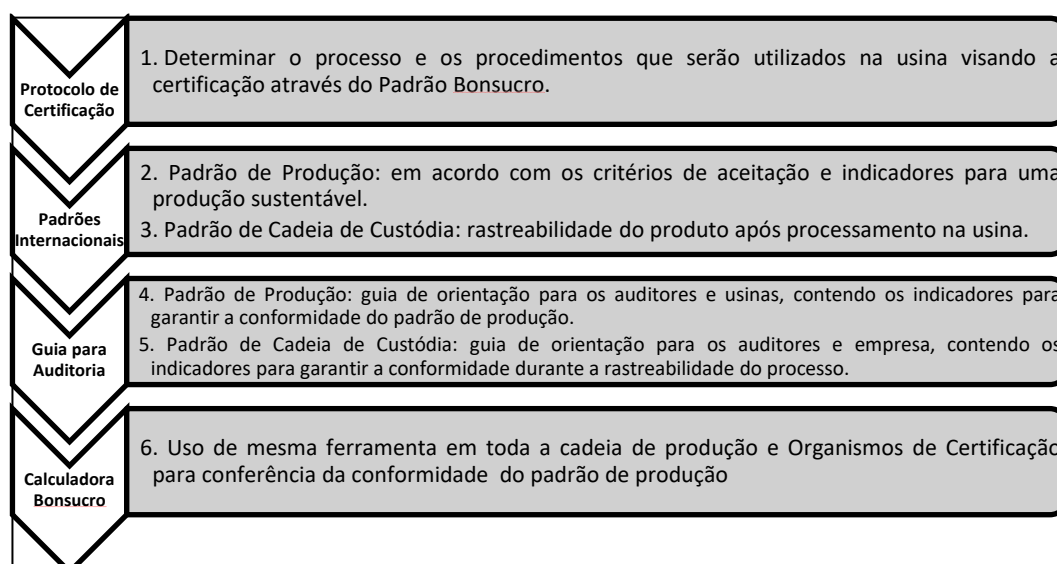 Protocolo de
Certificação
1. Determinar o processo e os procedimentos que serão utilizados na usina visando a
certificação através do Padrão Bonsucro.
Padrões
Internacionais
2. Padrão de Produção: em acordo com os critérios de aceitação e indicadores para uma
produção sustentável.
3. Padrão de Cadeia de Custódia: rastreabilidade do produto após processamento na usina.
Guia para
Auditoria
4. Padrão de Produção: guia de orientação para os auditores e usinas, contendo os indicadores para
garantir a conformidade do padrão de produção.
5. Padrão de Cadeia de Custódia: guia de orientação para os auditores e empresa, contendo os
indicadores para garantir a conformidade durante a rastreabilidade do processo.
Calculadora
Bonsucro
6. Uso de mesma ferramenta em toda a cadeia de produção e Organismos de Certificação
para conferência da conformidade do padrão de produção